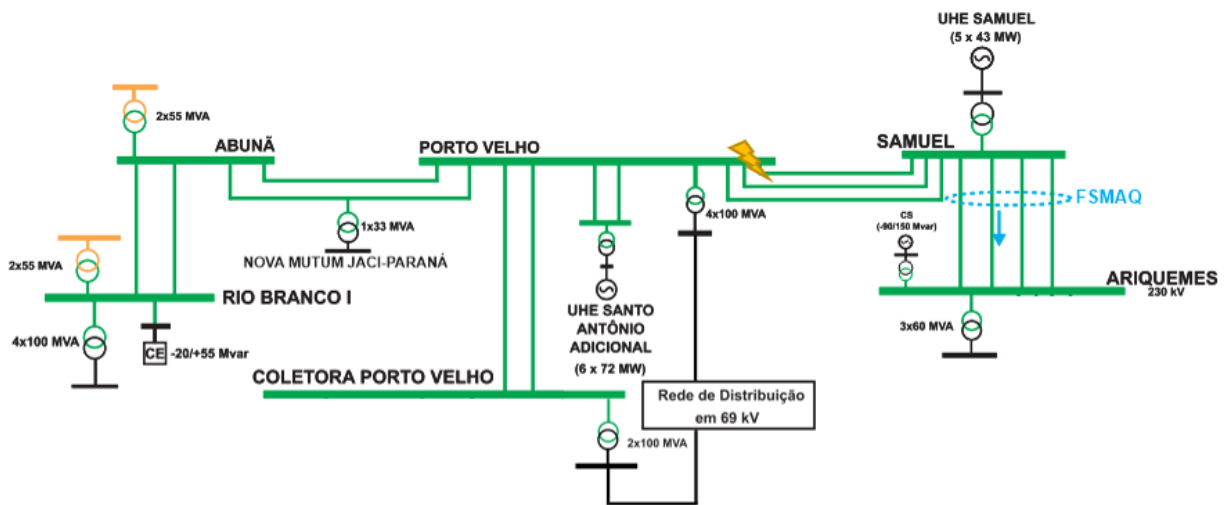 UHE SAMUEL
(5 x 43 MW)
2x55 MVA
ABUNÃ
PORTO VELHO
SAMUEL
FSMAQ
4x100 MVA
1x33 MVA
CS
(-90/150 Mvar)
NOVA MUTUM JACI-PARANÁ
2x55 MVA
RIO BRANCO I
ARIQUEMES
230 kV
UHE SANTO
ANTÔNIO
ADICIONAL
(6 x 72 MW)
3x60 MVA
4x100 MVA
CE
-20/+55 Mvar
COLETORA PORTO VELHO
Rede de Distribuição
em 69 kV
2x100 MVA